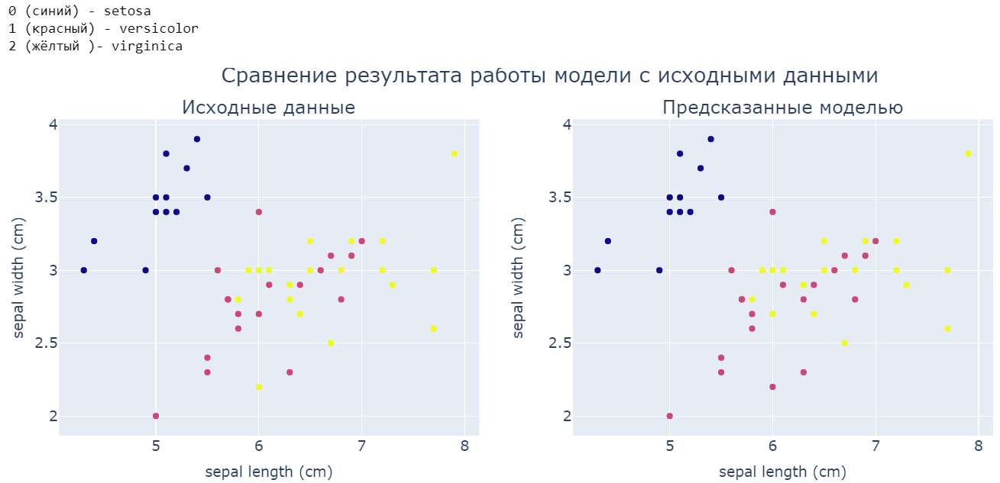 0 (синий) - setosa
1 (красный) - versicolor
2 (жёлтый )- virginica
Сравнение результата работы модели с исходными данными
Исходные данные
4
3.5
3
2.5
2
5 6 7 8
sepal width (cm)
sepal length (cm)
Предсказанные моделью
4
3.5
3
2.5
2
5 6 7 8
sepal width (cm)
sepal length (cm)